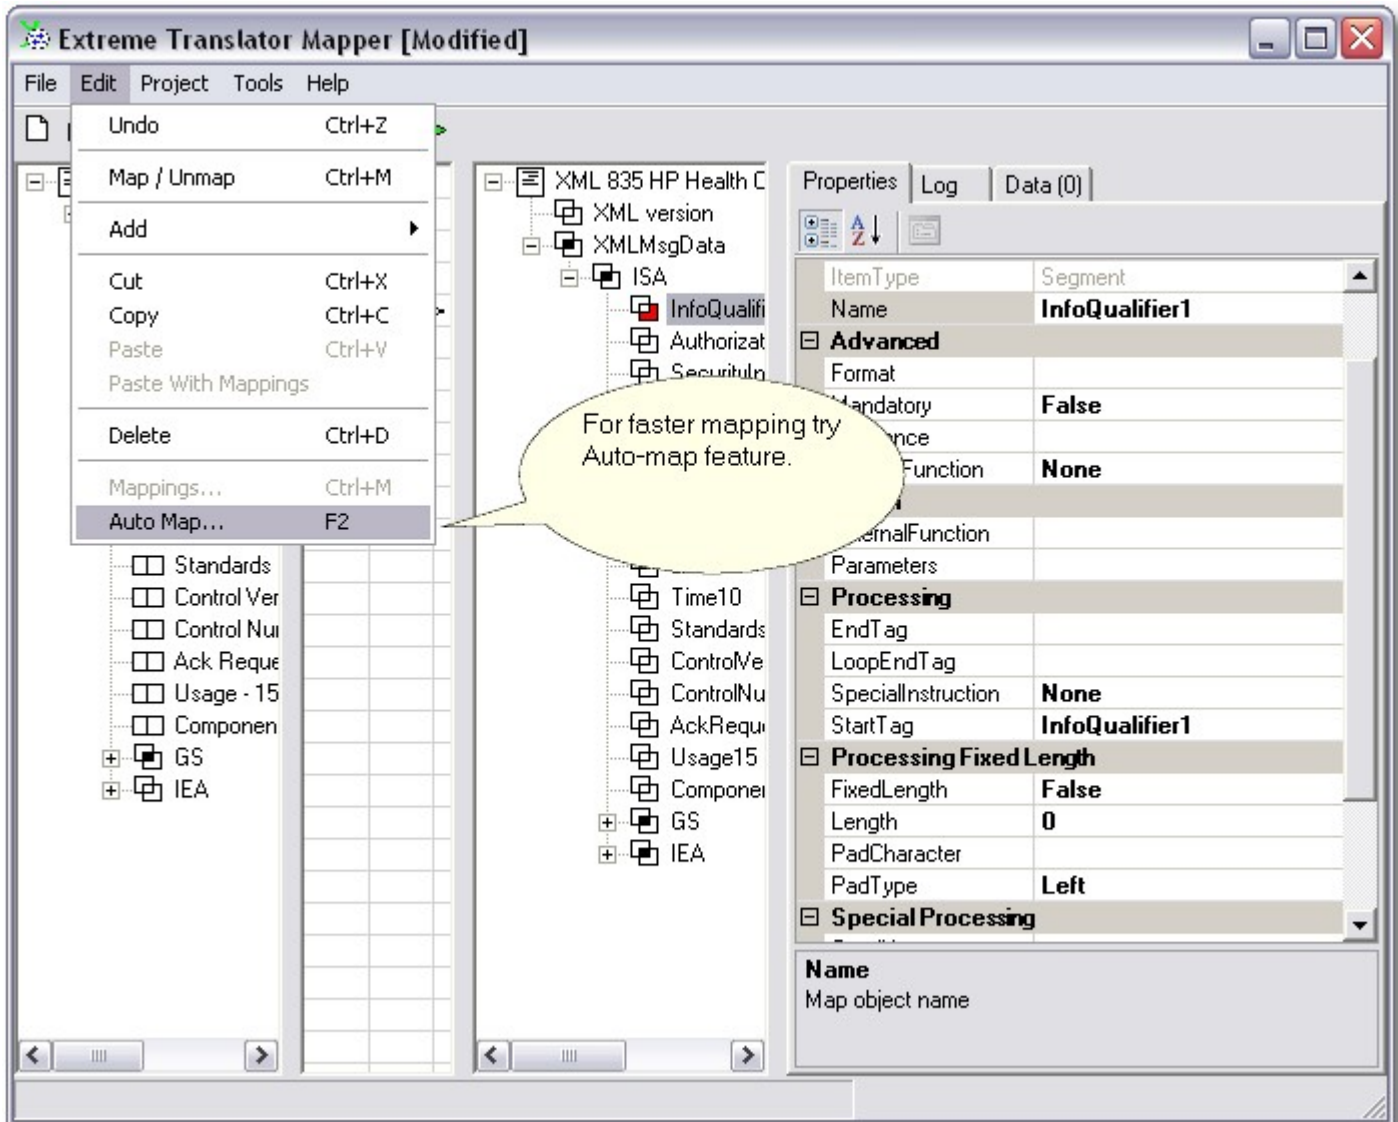 Extreme Translator Mapper [Modified]
File Edit Project Tools Help
Undo Ctrl+Z
Map / Unmap Ctrl+M
Add
Cut Ctrl+X
Copy Ctrl+C
Paste Ctrl+V
Paste With Mappings
Delete Ctrl+D
Mappings... Ctrl+M
Auto Map... F2
Standards
Control Ver
Control Nu
Ack Reque
Usage - 15
Componen
GS
IEA
XML 835 HP Health C
XML version
XMLMsgData
ISA
InfoQualifi
Authorizat
SecurityIn
For faster mapping try
Auto-map feature.
Time10
Standards
ControlVe
ControlNu
AckRequ
Usage15
Compone
GS
IEA
Properties Log Data (0)
ItemType Segment
Name InfoQualifier1
Advanced
Format
Mandatory False
nce
Function None
ernalFunction
Parameters
Processing
EndTag
LoopEndTag
SpecialInstruction None
StartTag InfoQualifier1
Processing Fixed Length
FixedLength False
Length 0
PadCharacter
PadType Left
Special Processing
Name
Map object name